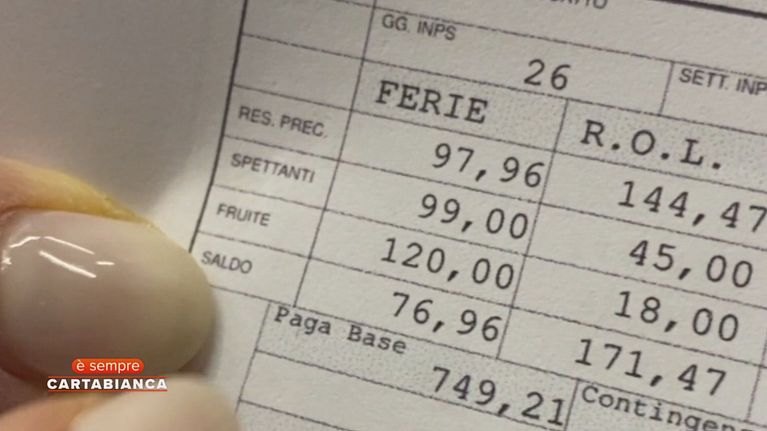 GG. INPS
26
SETT. INP
FERIE
R.O.L.
RES. PREC.
97,96
144,47
SPETTANTI
99,00
45,00
FRUITE
120,00
18,00
SALDO
76,96
171,47
Paga Base
749,21
Contingen
è sempre
CARTABIANCA